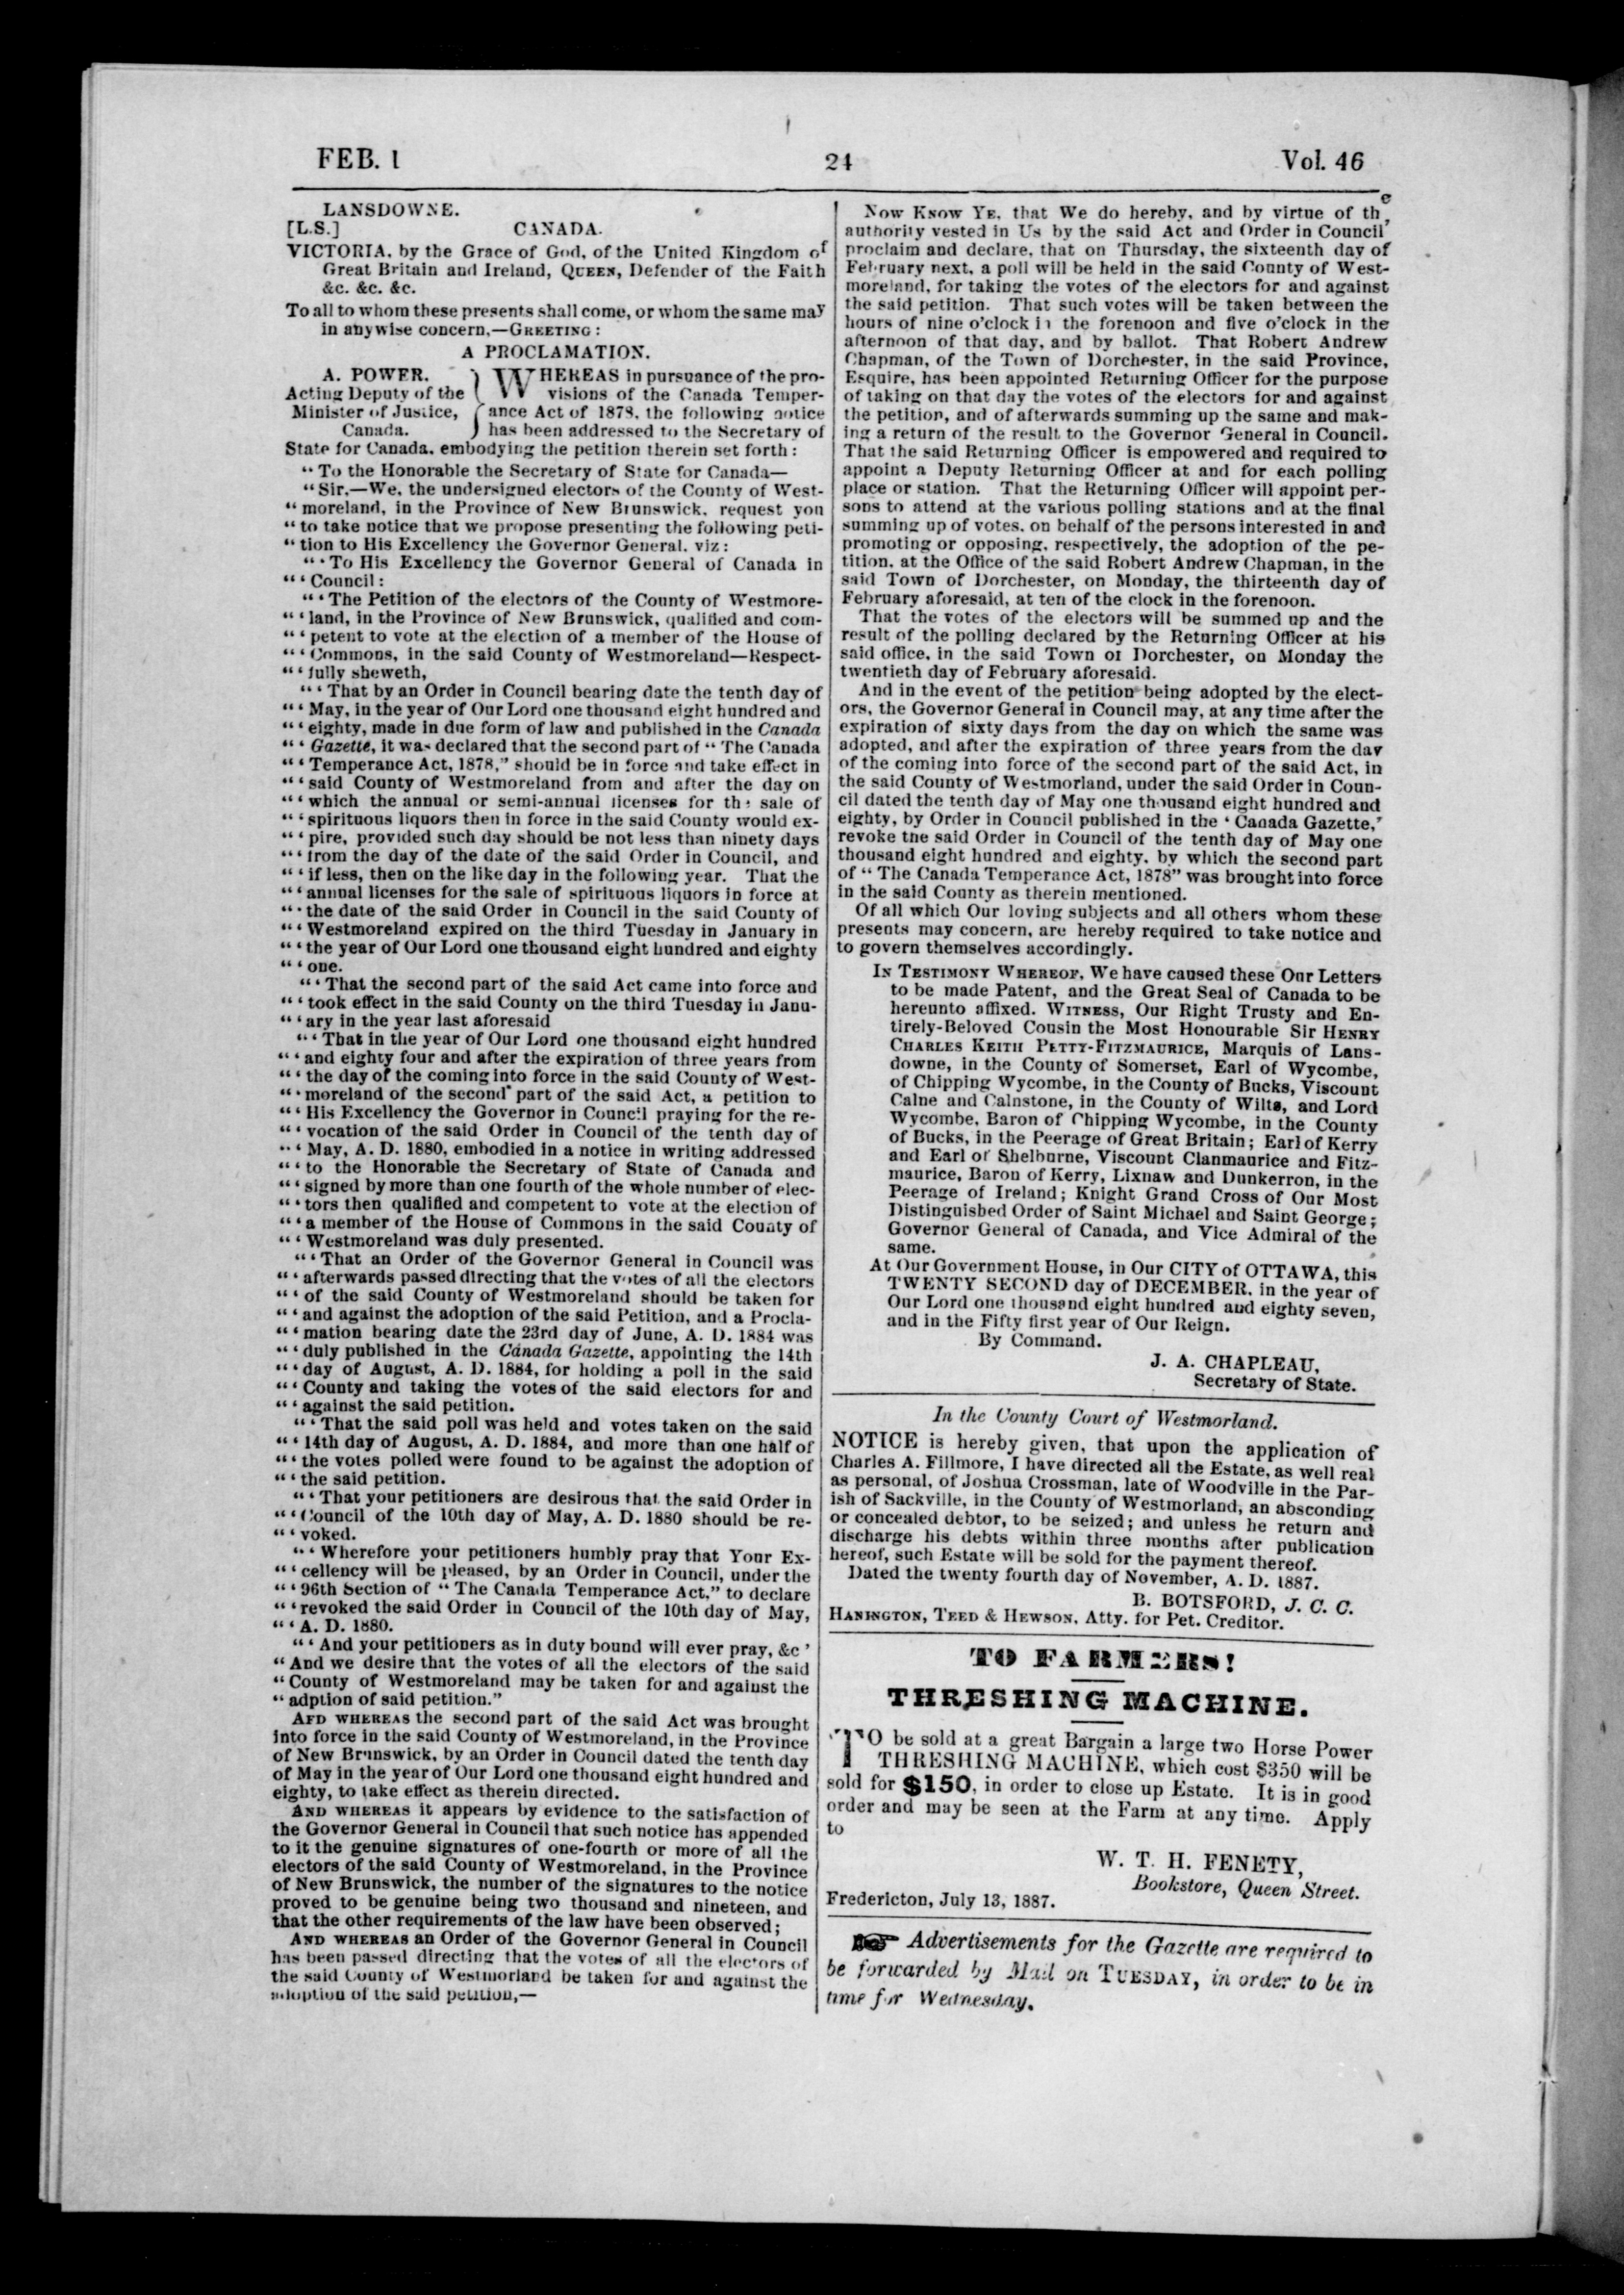 FEB. 1
24
Vol. 46
LANSDOWNE.
[L.S.] CANADA.
VICTORIA, by the Grace of God, of the United Kingdom of
Great Britain and Ireland, QUEEN, Defender of the Faith
&c. &c. &c.
To all to whom these presents shall come, or whom the same may
in anywise concern,—GREETING:
A PROCLAMATION.
A. POWER.
Acting Deputy of the
Minister of Justice,
Canada.
WHEREAS in pursuance of the pro-
visions of the Canada Temper-
ance Act of 1878, the following notice
has been addressed to the Secretary of
State for Canada, embodying the petition therein set forth:
"To the Honorable the Secretary of State for Canada—
"Sir,—We, the undersigned electors of the County of West-
"moreland, in the Province of New Brunswick, request you
"to take notice that we propose presenting the following peti-
"tion to His Excellency the Governor General, viz:
"'To His Excellency the Governor General of Canada in
"'Council:
"'The Petition of the electors of the County of Westmore-
"'land, in the Province of New Brunswick, qualified and com-
"'petent to vote at the election of a member of the House of
"'Commons, in the said County of Westmoreland—Respect-
"'fully sheweth,
"'That by an Order in Council bearing date the tenth day of
"'May, in the year of Our Lord one thousand eight hundred and
"'eighty, made in due form of law and published in the Canada
"'Gazette, it was declared that the second part of "The Canada
"'Temperance Act, 1878," should be in force and take effect in
"'said County of Westmoreland from and after the day on
"'which the annual or semi-annual licenses for the sale of
"'spirituous liquors then in force in the said County would ex-
"'pire, provided such day should be not less than ninety days
"'from the day of the date of the said Order in Council, and
"'if less, then on the like day in the following year. That the
"'annual licenses for the sale of spirituous liquors in force at
"'the date of the said Order in Council in the said County of
"'Westmoreland expired on the third Tuesday in January in
"'the year of Our Lord one thousand eight hundred and eighty
"'one.
"'That the second part of the said Act came into force and
"'took effect in the said County on the third Tuesday in Janu-
"'ary in the year last aforesaid
"'That in the year of Our Lord one thousand eight hundred
"'and eighty four and after the expiration of three years from
"'the day of the coming into force in the said County of West-
"'moreland of the second part of the said Act, a petition to
"'His Excellency the Governor in Council praying for the re-
"'vocation of the said Order in Council of the tenth day of
"'May, A. D. 1880, embodied in a notice in writing addressed
"'to the Honorable the Secretary of State of Canada and
"'signed by more than one fourth of the whole number of elec-
"'tors then qualified and competent to vote at the election of
"'a member of the House of Commons in the said County of
"'Westmoreland was duly presented.
"'That an Order of the Governor General in Council was
"'afterwards passed directing that the votes of all the electors
"'of the said County of Westmoreland should be taken for
"'and against the adoption of the said Petition, and a Procla-
"'mation bearing date the 23rd day of June, A. D. 1884 was
"'duly published in the Canada Gazette, appointing the 14th
"'day of August, A. D. 1884, for holding a poll in the said
"'County and taking the votes of the said electors for and
"'against the said petition.
"'That the said poll was held and votes taken on the said
"'14th day of August, A. D. 1884, and more than one half of
"'the votes polled were found to be against the adoption of
"'the said petition.
"'That your petitioners are desirous that the said Order in
"'Council of the 10th day of May, A. D. 1880 should be re-
"'voked.
"'Wherefore your petitioners humbly pray that Your Ex-
"'cellency will be pleased, by an Order in Council, under the
"'96th Section of "The Canada Temperance Act," to declare
"'revoked the said Order in Council of the 10th day of May,
"'A. D. 1880.
"'And your petitioners as in duty bound will ever pray, &c'
"And we desire that the votes of all the electors of the said
"County of Westmoreland may be taken for and against the
"adption of said petition."
AFD WHEREAS the second part of the said Act was brought
into force in the said County of Westmoreland, in the Province
of New Brunswick, by an Order in Council dated the tenth day
of May in the year of Our Lord one thousand eight hundred and
eighty, to take effect as therein directed.
AND WHEREAS it appears by evidence to the satisfaction of
the Governor General in Council that such notice has appended
to it the genuine signatures of one-fourth or more of all the
electors of the said County of Westmoreland, in the Province
of New Brunswick, the number of the signatures to the notice
proved to be genuine being two thousand and nineteen, and
that the other requirements of the law have been observed;
AND WHEREAS an Order of the Governor General in Council
has been passed directing that the votes of all the electors of
the said County of Westmorland be taken for and against the
adoption of the said petition,—
NOW KNOW YE, that We do hereby, and by virtue of the
authority vested in Us by the said Act and Order in Council,
proclaim and declare, that on Thursday, the sixteenth day of
February next, a poll will be held in the said County of West-
moreland, for taking the votes of the electors for and against
the said petition. That such votes will be taken between the
hours of nine o'clock in the forenoon and five o'clock in the
afternoon of that day, and by ballot. That Robert Andrew
Chapman, of the Town of Dorchester, in the said Province,
Esquire, has been appointed Returning Officer for the purpose
of taking on that day the votes of the electors for and against
the petition, and of afterwards summing up the same and mak-
ing a return of the result to the Governor General in Council.
That the said Returning Officer is empowered and required to
appoint a Deputy Returning Officer at and for each polling
place or station. That the Returning Officer will appoint per-
sons to attend at the various polling stations and at the final
summing up of votes, on behalf of the persons interested in and
promoting or opposing, respectively, the adoption of the pe-
tition, at the Office of the said Robert Andrew Chapman, in the
said Town of Dorchester, on Monday, the thirteenth day of
February aforesaid, at ten of the clock in the forenoon.
That the votes of the electors will be summed up and the
result of the polling declared by the Returning Officer at his
said office, in the said Town of Dorchester, on Monday the
twentieth day of February aforesaid.
And in the event of the petition being adopted by the elect-
ors, the Governor General in Council may, at any time after the
expiration of sixty days from the day on which the same was
adopted, and after the expiration of three years from the day
of the coming into force of the second part of the said Act, in
the said County of Westmorland, under the said Order in Coun-
cil dated the tenth day of May one thousand eight hundred and
eighty, by Order in Council published in the 'Canada Gazette,'
revoke the said Order in Council of the tenth day of May one
thousand eight hundred and eighty, by which the second part
of "The Canada Temperance Act, 1878" was brought into force
in the said County as therein mentioned.
Of all which Our loving subjects and all others whom these
presents may concern, are hereby required to take notice and
to govern themselves accordingly.
IN TESTIMONY WHEREOF, We have caused these Our Letters
to be made Patent, and the Great Seal of Canada to be
hereunto affixed. WITNESS, Our Right Trusty and En-
tirely-Beloved Cousin the Most Honourable Sir HENRY
CHARLES KEITH PETTY-FITZMAURICE, Marquis of Lans-
downe, in the County of Somerset, Earl of Wycombe,
of Chipping Wycombe, in the County of Bucks, Viscount
Calne and Calnstone, in the County of Wilts, and Lord
Wycombe, Baron of Chipping Wycombe, in the County
of Bucks, in the Peerage of Great Britain; Earl of Kerry
and Earl of Shelburne, Viscount Clanmaurice and Fitz-
maurice, Baron of Kerry, Lixnaw and Dunkerron, in the
Peerage of Ireland; Knight Grand Cross of Our Most
Distinguished Order of Saint Michael and Saint George;
Governor General of Canada, and Vice Admiral of the
same.
At Our Government House, in Our CITY of OTTAWA, this
TWENTY SECOND day of DECEMBER, in the year of
Our Lord one thousand eight hundred and eighty seven,
and in the Fifty first year of Our Reign.
By Command.
J. A. CHAPLEAU,
Secretary of State.
In the County Court of Westmorland.
NOTICE is hereby given, that upon the application of
Charles A. Fillmore, I have directed all the Estate, as well real
as personal, of Joshua Crossman, late of Woodville in the Par-
ish of Sackville, in the County of Westmorland, an absconding
or concealed debtor, to be seized; and unless he return and
discharge his debts within three months after publication
hereof, such Estate will be sold for the payment thereof.
Dated the twenty fourth day of November, A. D. 1887.
B. BOTSFORD, J. C. C.
HANINGTON, TEED & HEWSON, Atty. for Pet. Creditor.
TO FARMERS!
THRESHING MACHINE.
TO be sold at a great Bargain a large two Horse Power
THRESHING MACHINE, which cost $350 will be
sold for $150, in order to close up Estate. It is in good
order and may be seen at the Farm at any time. Apply
to
W. T. H. FENETY,
Bookstore, Queen Street.
Fredericton, July 13, 1887.
☞ Advertisements for the Gazette are required to
be forwarded by Mail on TUESDAY, in order to be in
time for Wednesday.